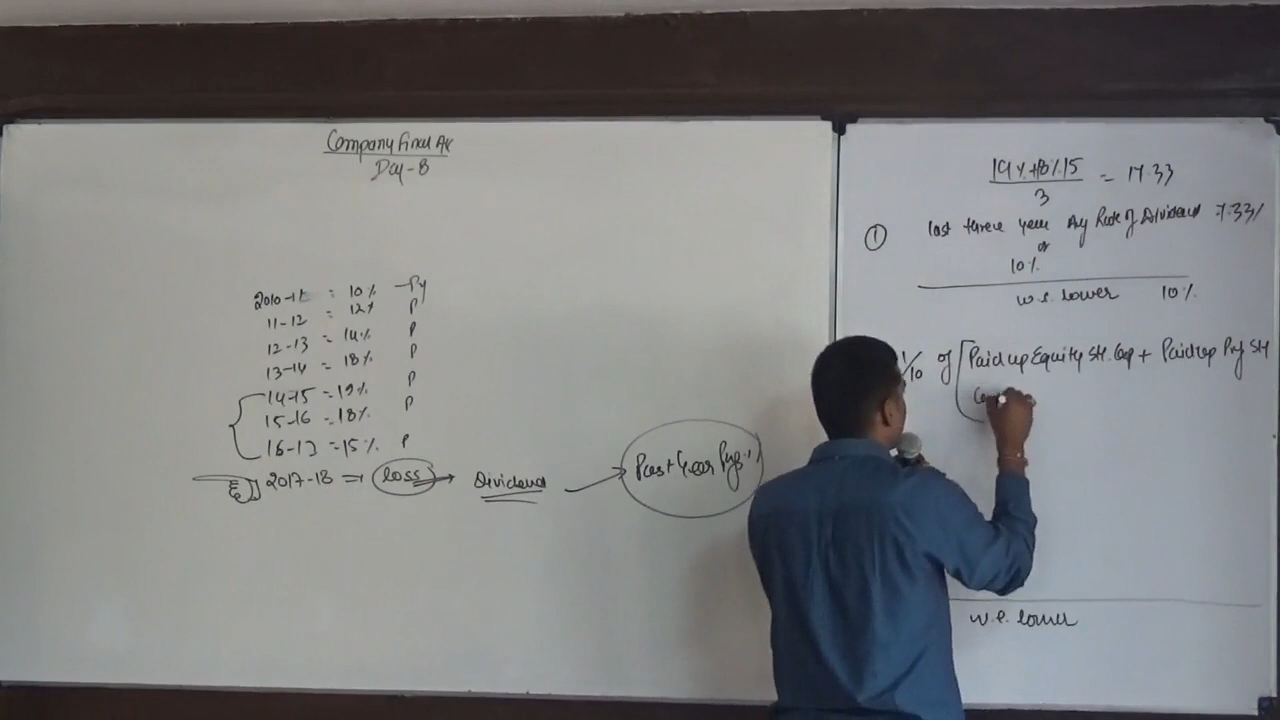 Company Final A/c
Day-8
2010-11 = 10% - Py
11-12 = 12% P
12-13 = 14% P
13-14 = 18% P
14-15 = 19% P
15-16 = 18% P
16-17 = 15% P
2017-18 => loss → Dividend → Past Year
19%+18%15 / 3 = 17.33
① last three year Avg Rate of Dividend 17.33%
or
10%
w.e. lower 10%
1/10 of [Paid up Equity SH. Cap + Paid up Pref SH
w.e. lower